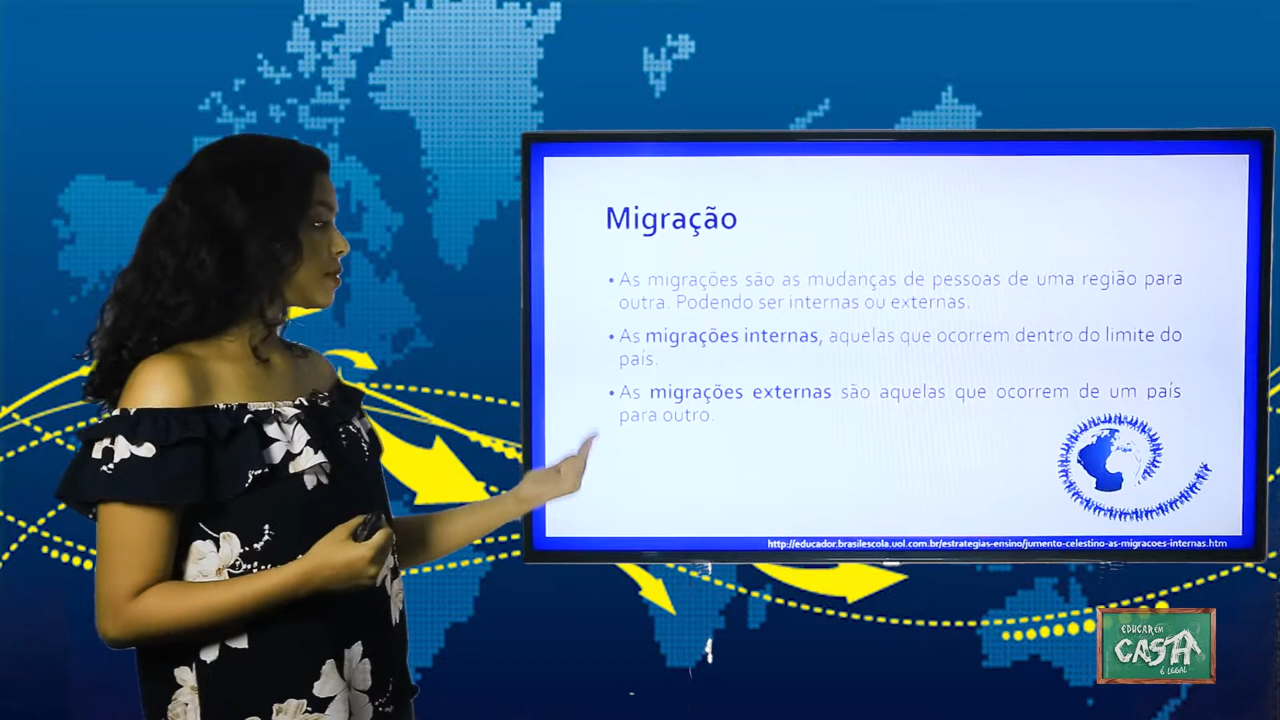 Migração
• As migrações são as mudanças de pessoas de uma região para
outra. Podendo ser internas ou externas.
• As migrações internas, aquelas que ocorrem dentro do limite do
país.
• As migrações externas são aquelas que ocorrem de um país
para outro.
http://educador.brasilescola.uol.com.br/estrategias-ensino/jumento-celestino-as-migracoes-internas.htm
EDUCAR EM
CASA
É LEGAL